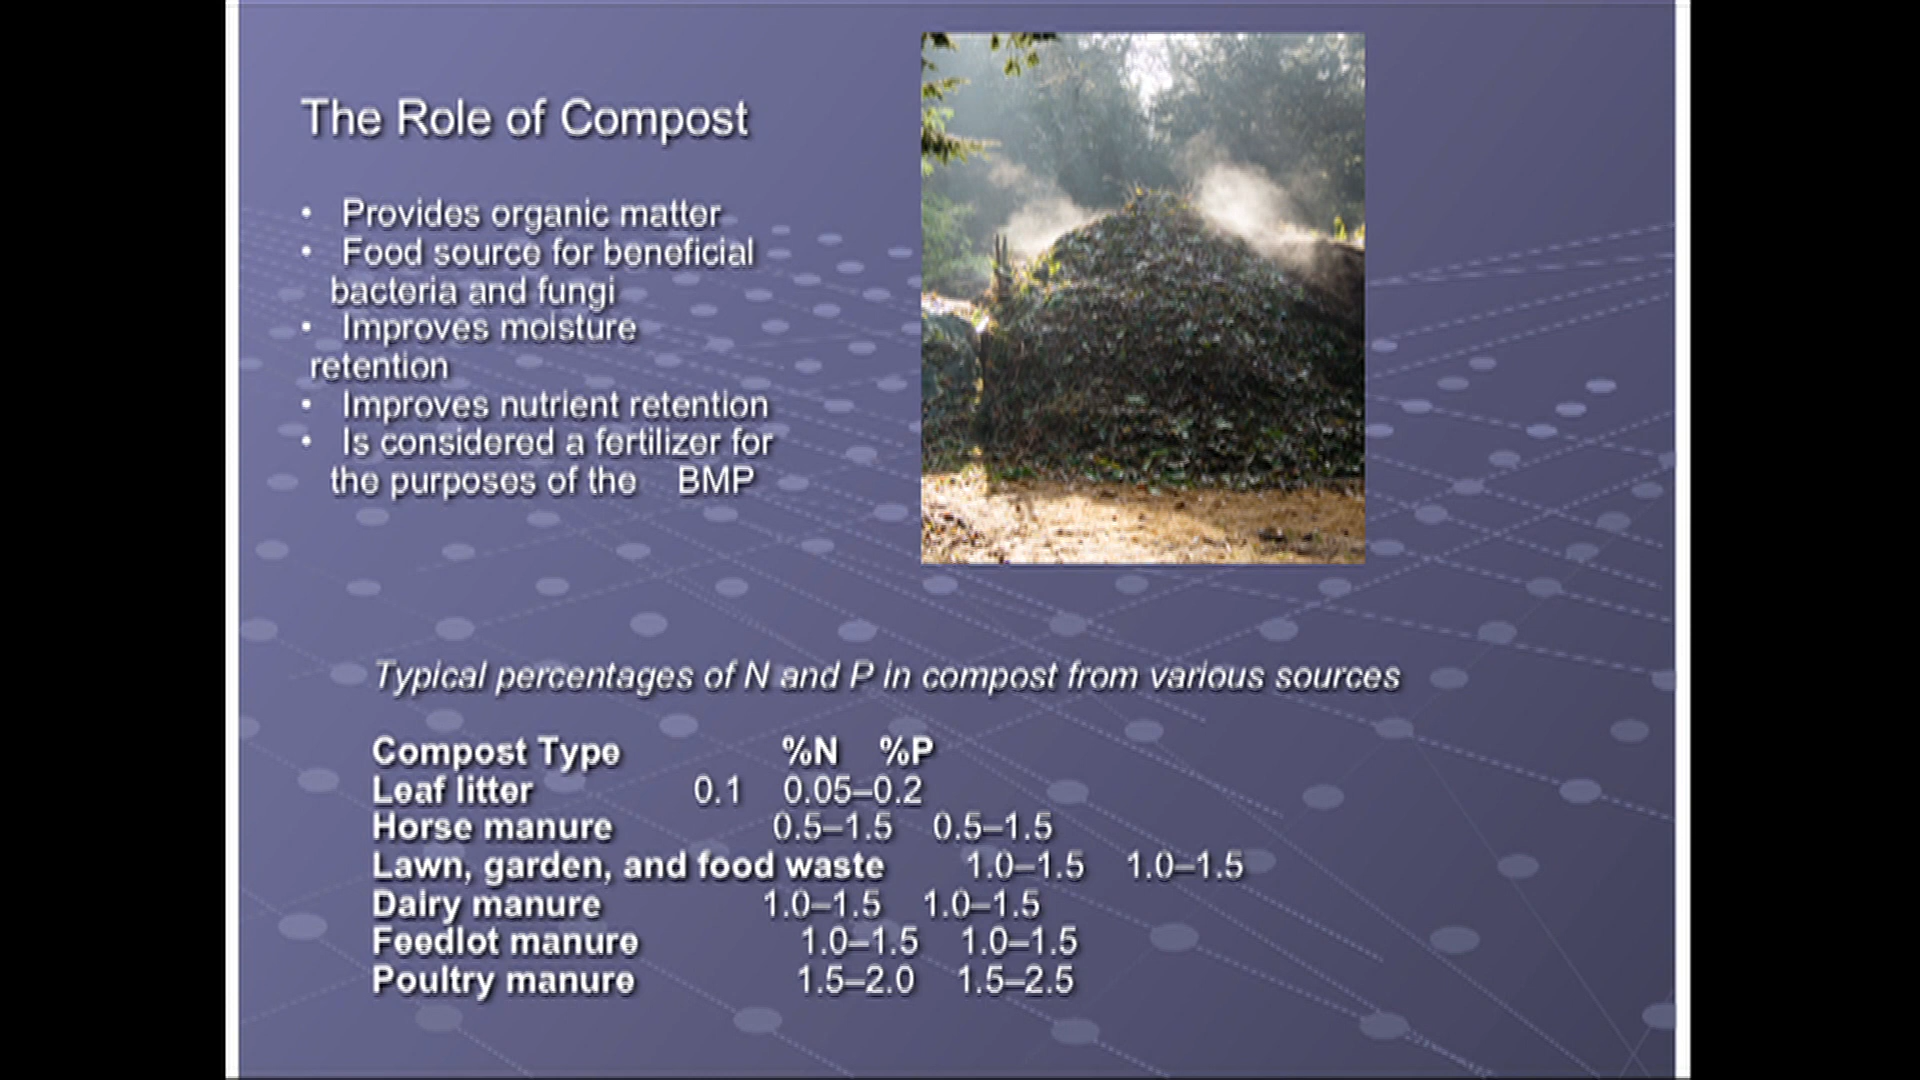 The Role of Compost
• Provides organic matter
• Food source for beneficial
bacteria and fungi
• Improves moisture
retention
• Improves nutrient retention
• Is considered a fertilizer for
the purposes of the BMP
Typical percentages of N and P in compost from various sources
Compost Type %N %P
Leaf litter 0.1 0.05–0.2
Horse manure 0.5–1.5 0.5–1.5
Lawn, garden, and food waste 1.0–1.5 1.0–1.5
Dairy manure 1.0–1.5 1.0–1.5
Feedlot manure 1.0–1.5 1.0–1.5
Poultry manure 1.5–2.0 1.5–2.5